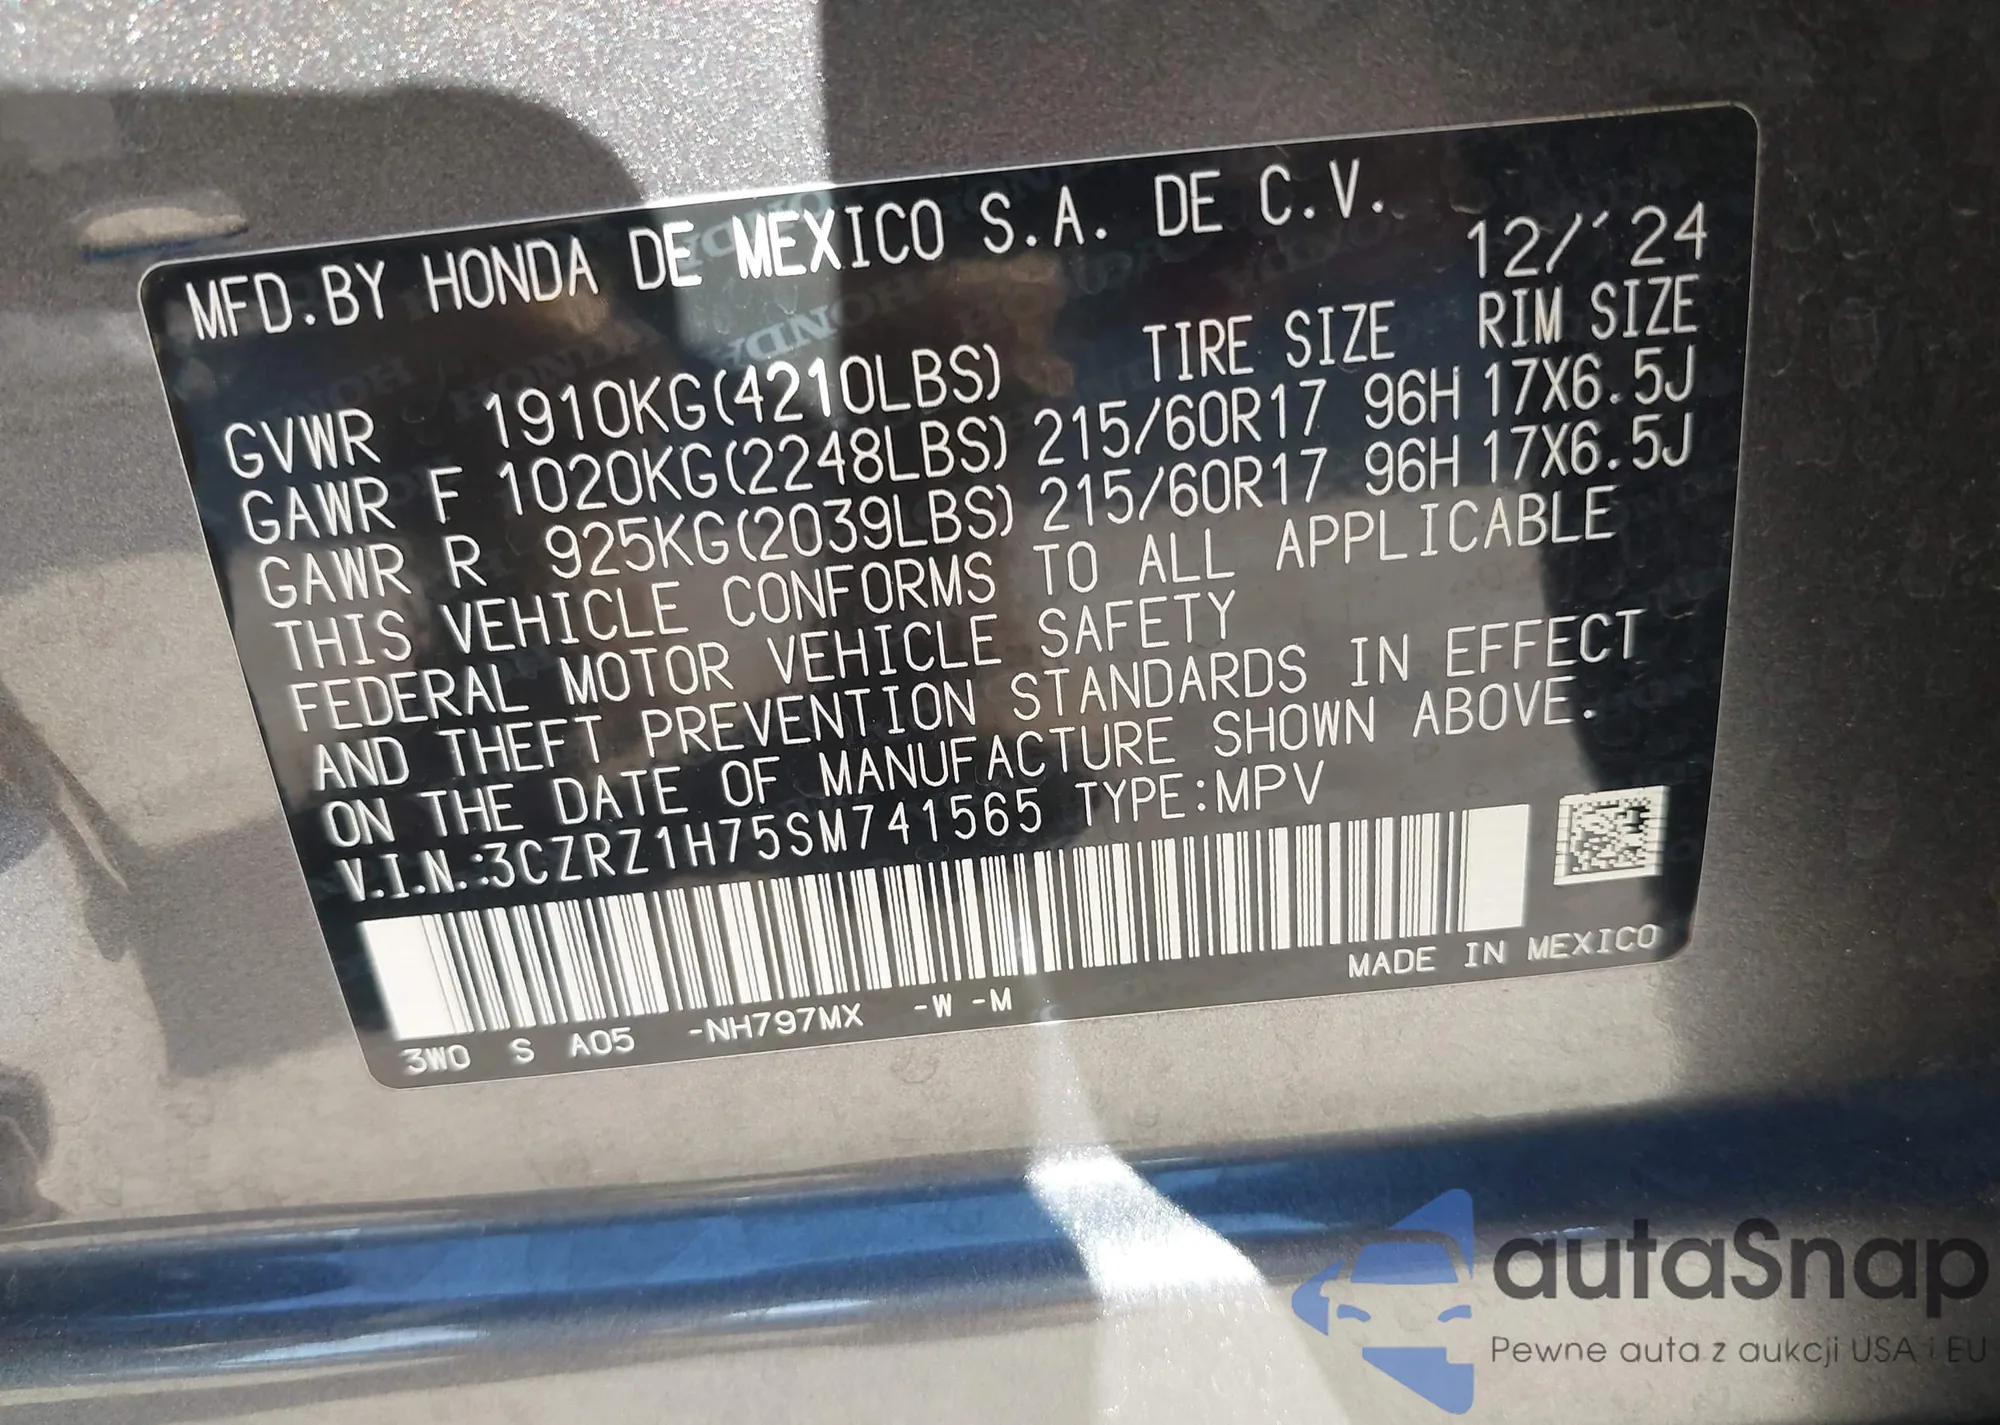 MFD.BY HONDA DE MEXICO S.A. DE C.V.
12/'24
TIRE SIZE RIM SIZE
GVWR 1910KG(4210LBS)
GAWR F 1020KG(2248LBS) 215/60R17 96H 17X6.5J
GAWR R 925KG(2039LBS) 215/60R17 96H 17X6.5J
THIS VEHICLE CONFORMS TO ALL APPLICABLE
FEDERAL MOTOR VEHICLE SAFETY
AND THEFT PREVENTION STANDARDS IN EFFECT
ON THE DATE OF MANUFACTURE SHOWN ABOVE.
V.I.N.:3CZRZ1H75SM741565 TYPE:MPV
MADE IN MEXICO
3W0 S A05 -NH797MX -W -M
autaSnap
Pewne auta z aukcji USA i EU